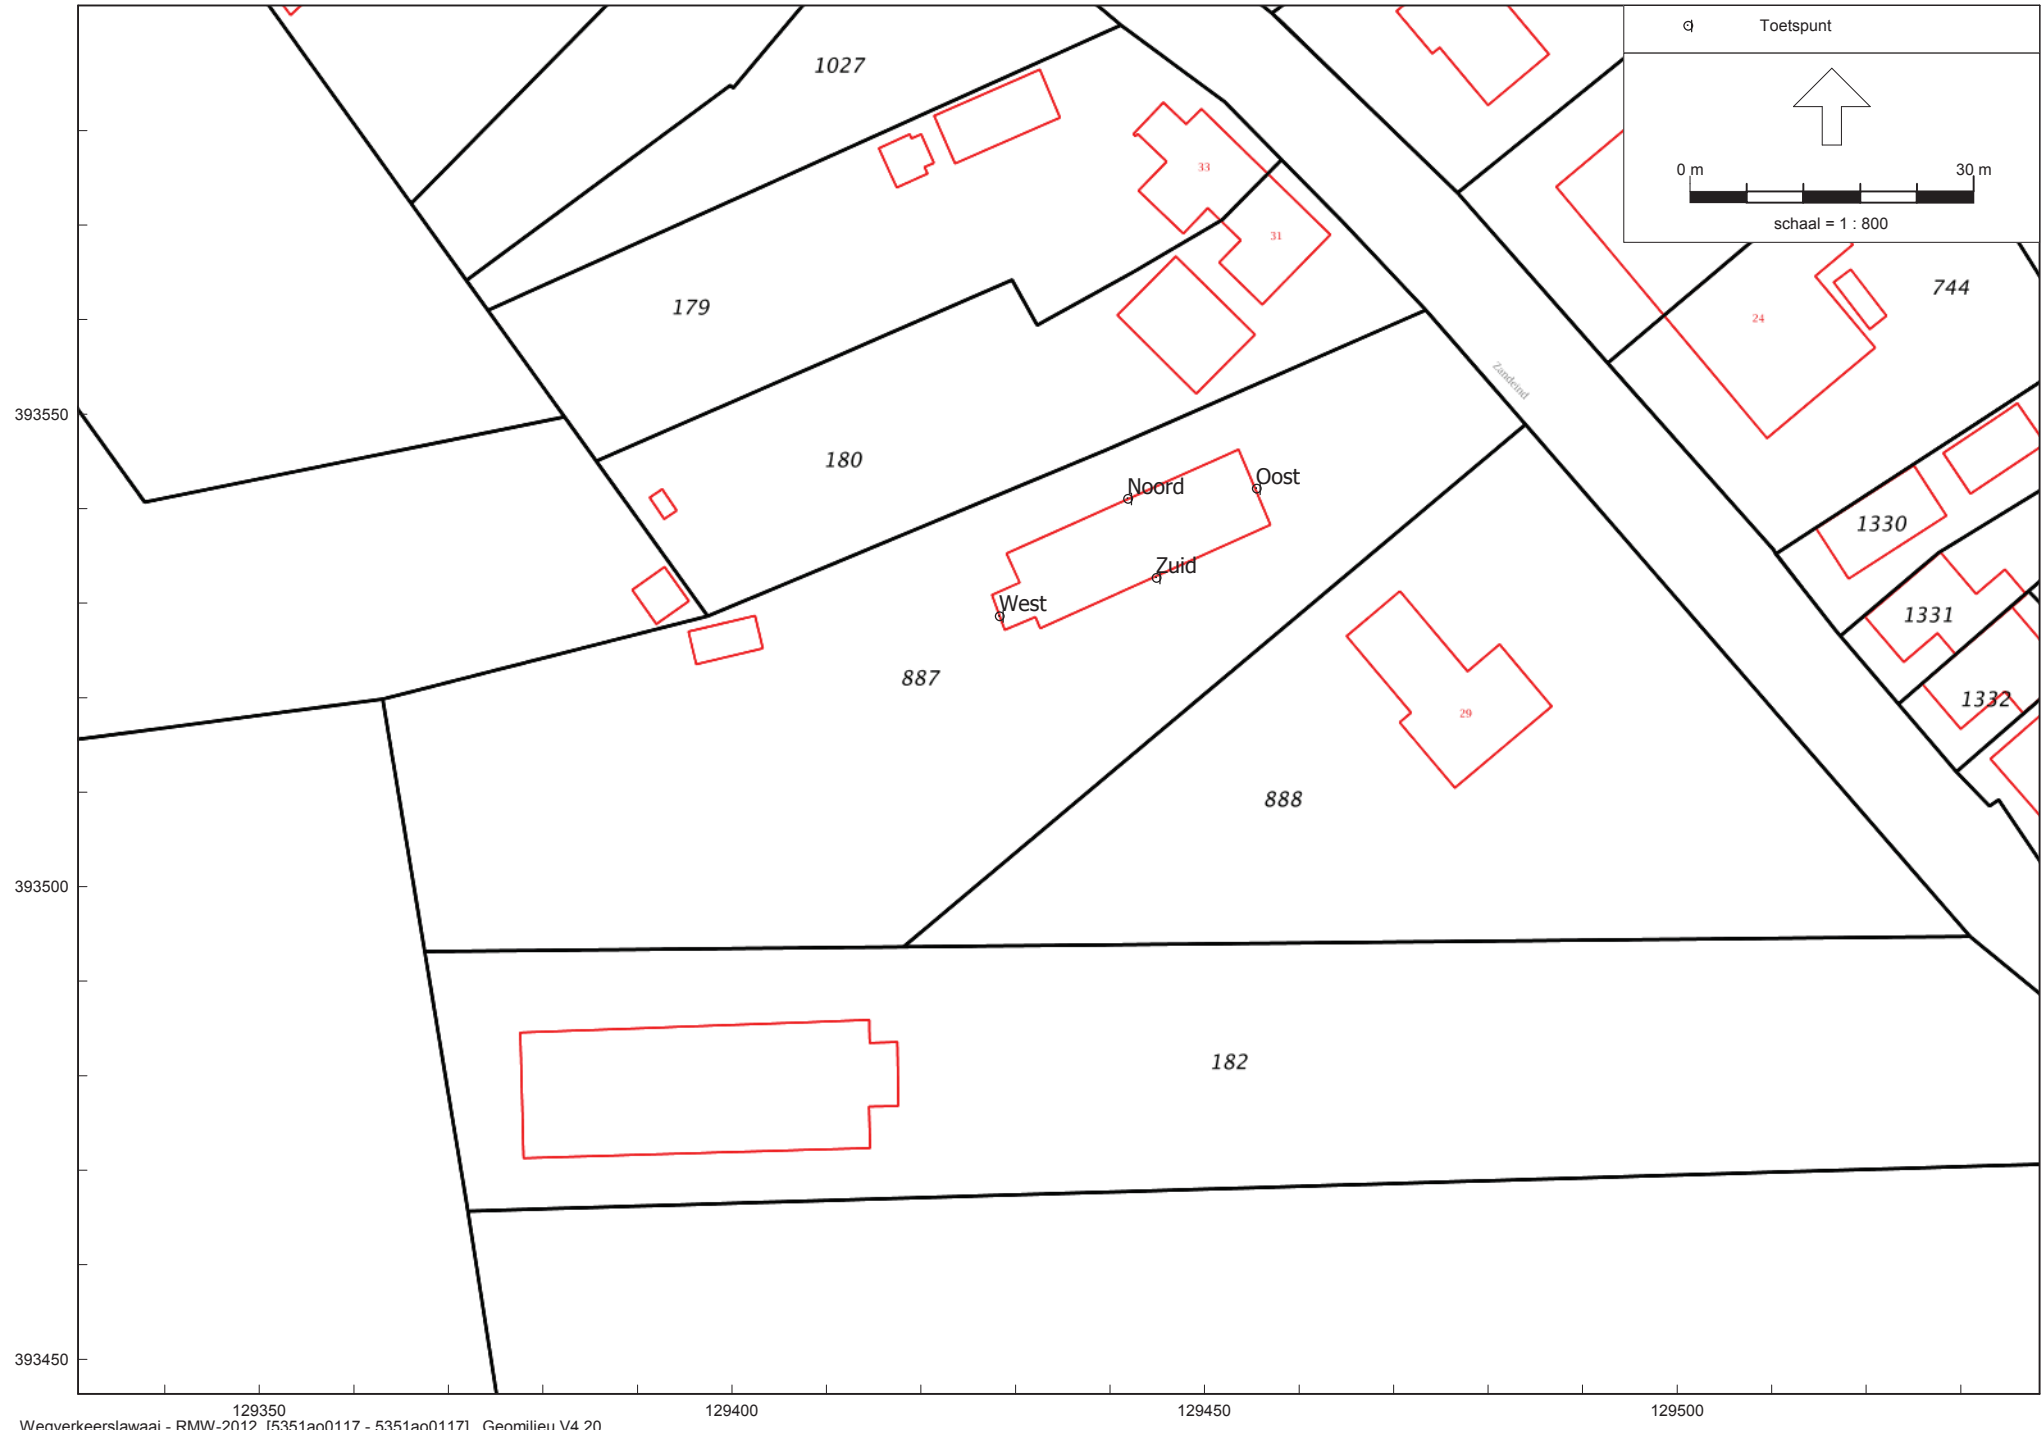 Toetspunt
0 m 30 m
schaal = 1 : 800
1027
33
31
179
24
744
Zandeind
393550
180
Noord
Oost
1330
Zuid
West
1331
887
1332
29
888
393500
182
393450
129350 129400 129450 129500
Wegverkeerslawaai - RMW-2012, [5351ao0117 - 5351ao0117] , Geomilieu V4.20